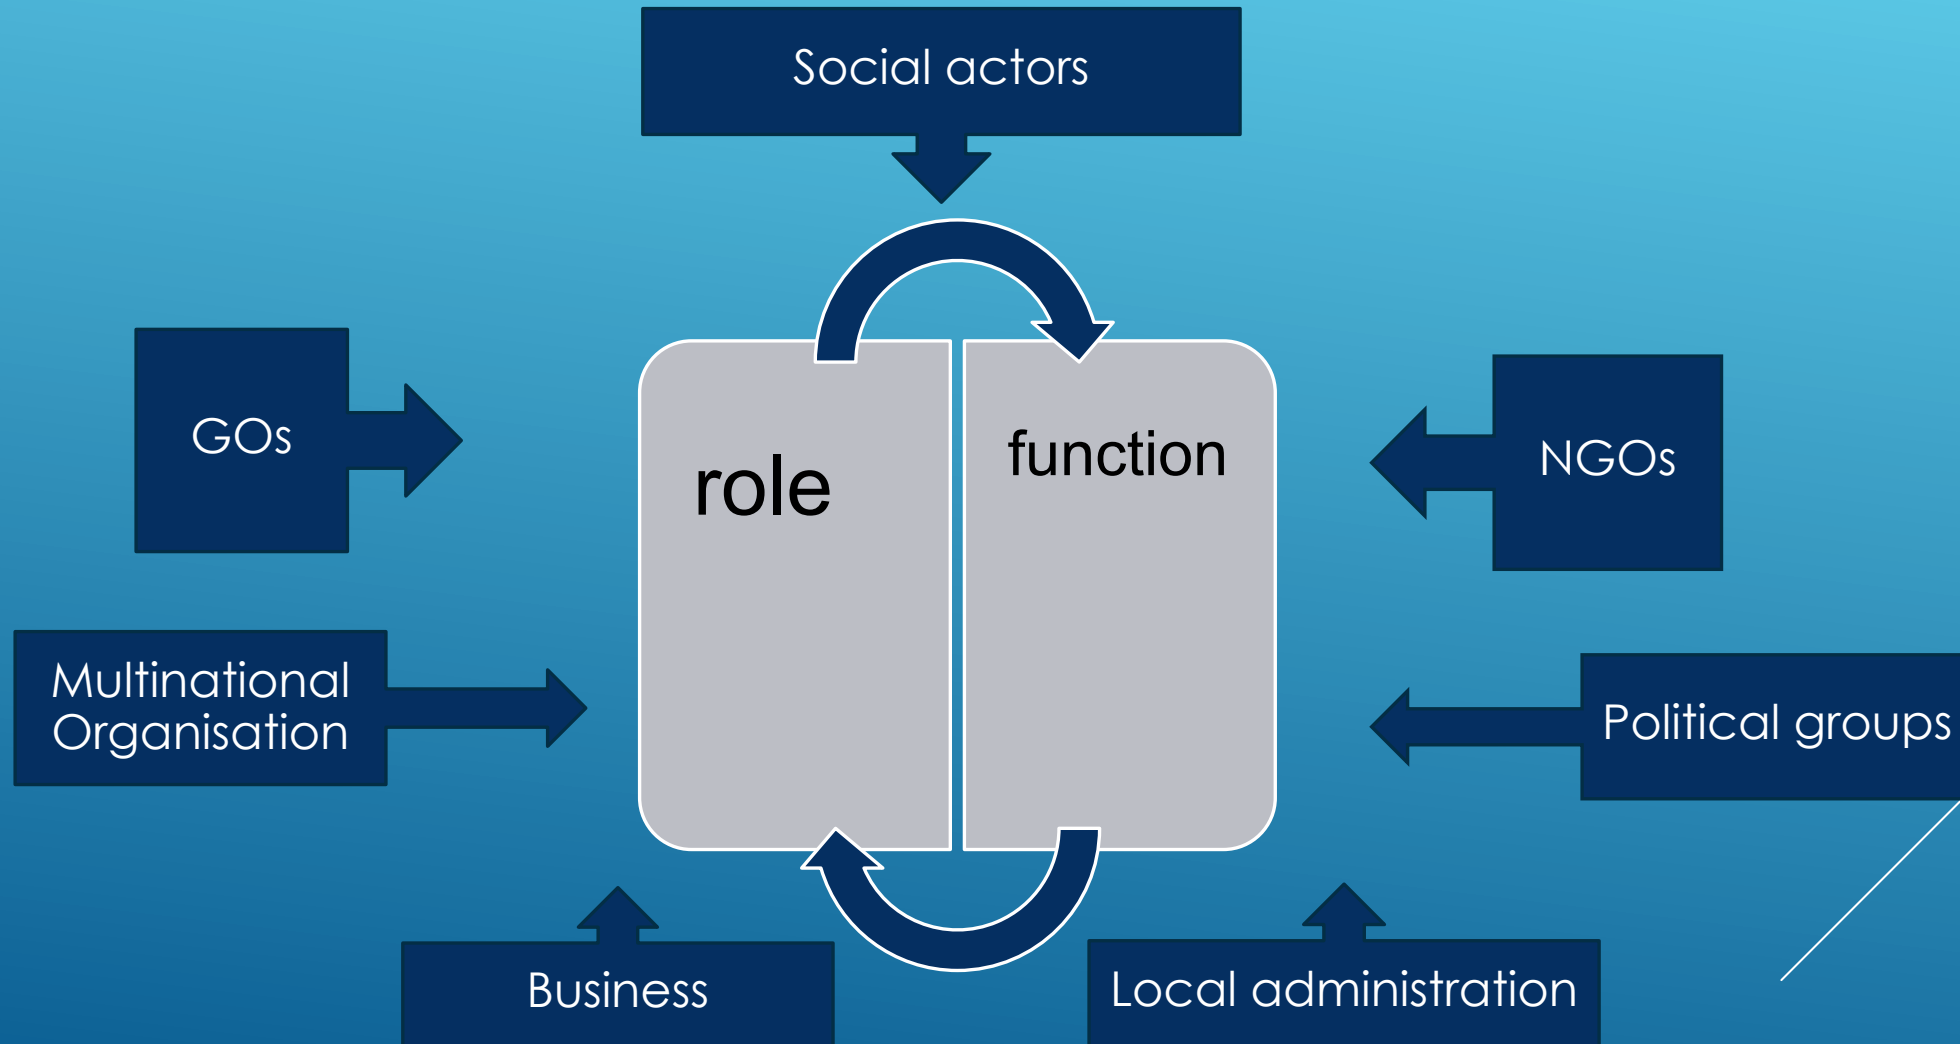 Social actors
GOs
role
function
NGOs
Multinational
Organisation
Political groups
Business
Local administration